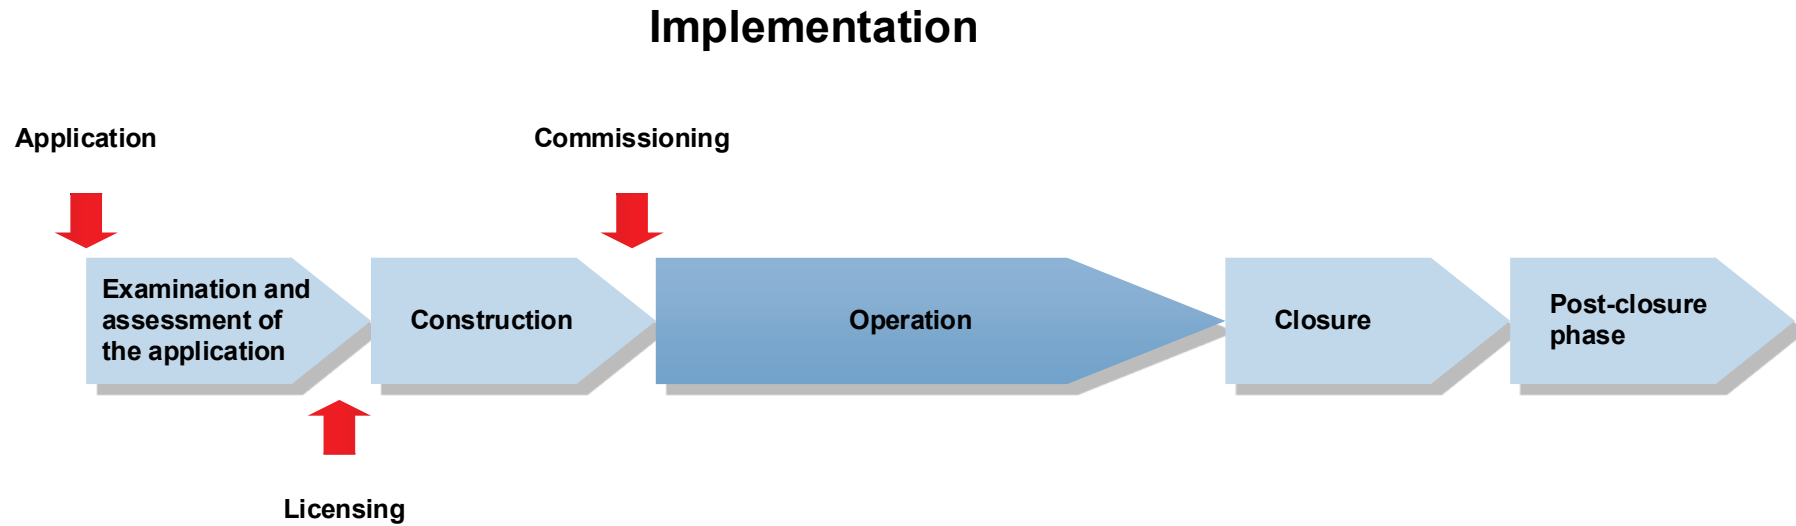 Implementation
Application
Commissioning
Examination and
assessment of
the application
Construction
Operation
Closure
Post-closure
phase
Licensing